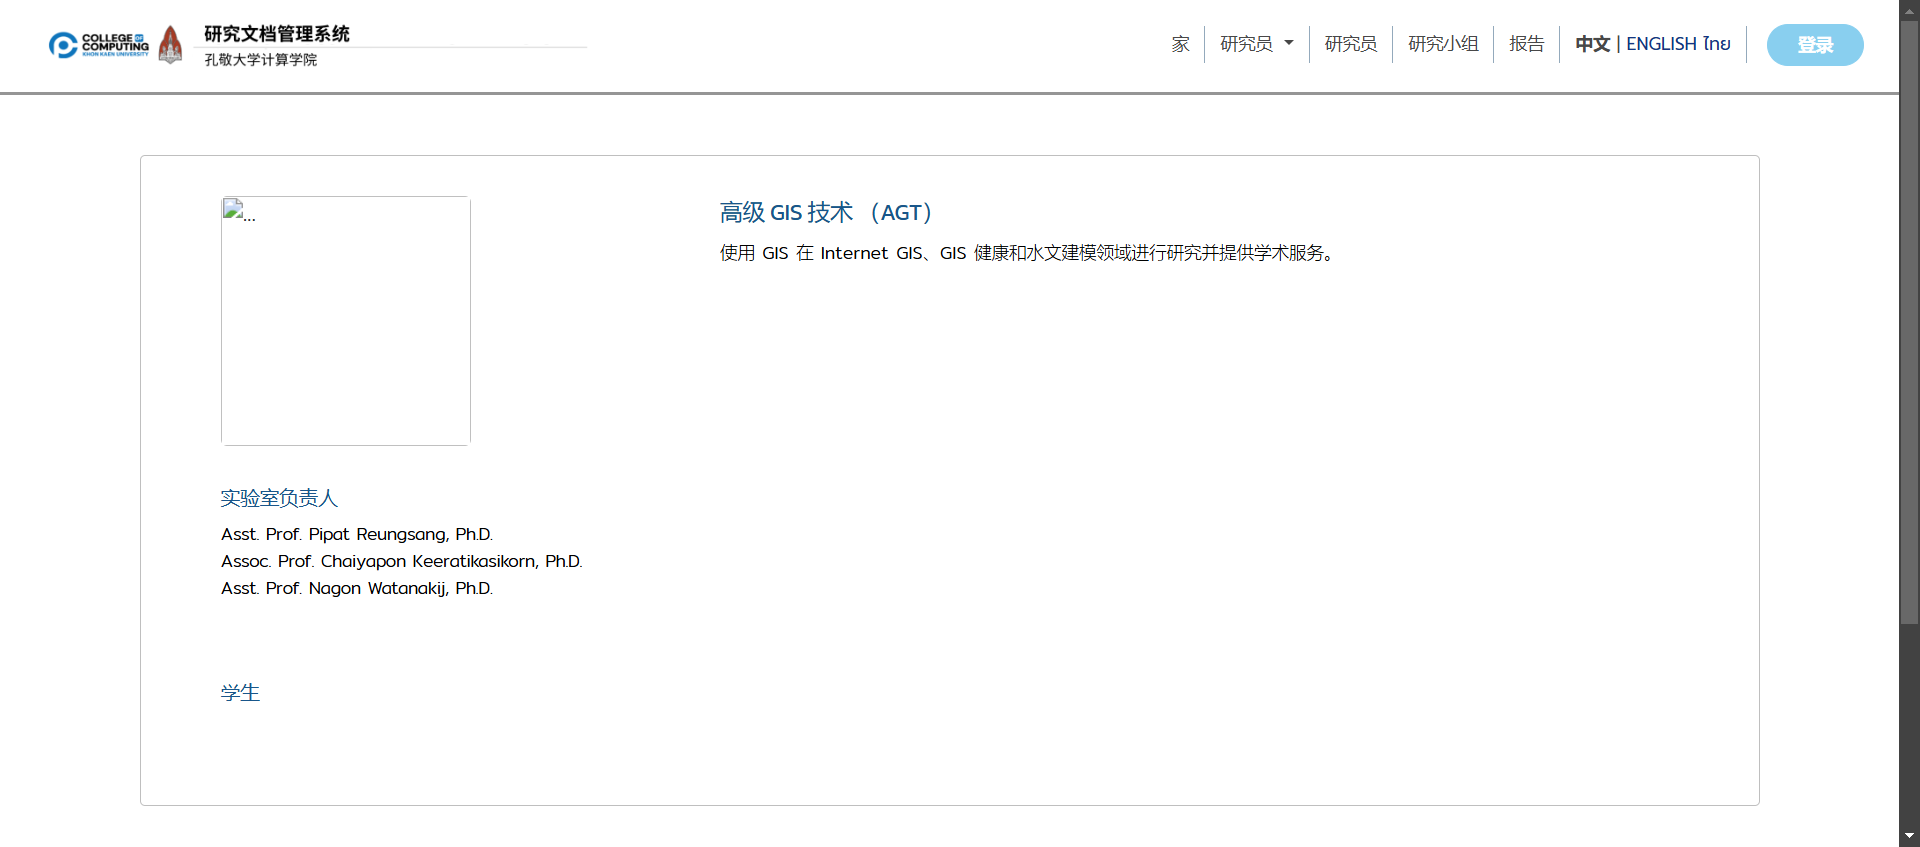 COLLEGE OF
COMPUTING
KHON KAEN UNIVERSITY
研究文档管理系统
孔敬大学计算学院
家
研究员
研究员
研究小组
报告
中文 | ENGLISH ไทย
登录
...
高级 GIS 技术 （AGT）
使用 GIS 在 Internet GIS、GIS 健康和水文建模领域进行研究并提供学术服务。
实验室负责人
Asst. Prof. Pipat Reungsang, Ph.D.
Assoc. Prof. Chaiyapon Keeratikasikorn, Ph.D.
Asst. Prof. Nagon Watanakij, Ph.D.
学生